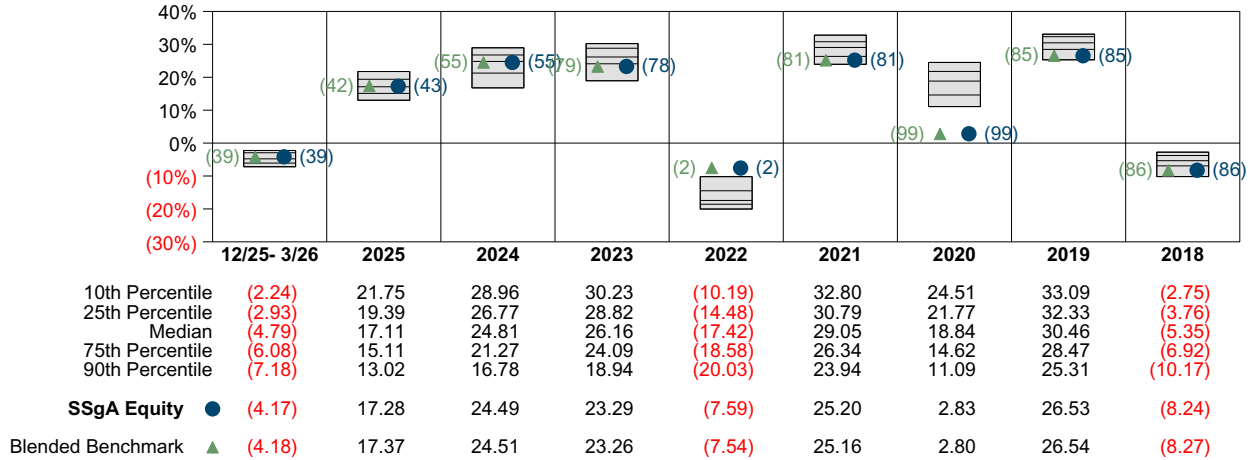 40%
30%
20%
10%
0%
(10%)
(20%)
(30%)
(39) (39)
(42) (43)
(55) (55)
(79) (78)
(2) (2)
(81) (81)
(99) (99)
(85) (85)
(86) (86)
12/25- 3/26 2025 2024 2023 2022 2021 2020 2019 2018
10th Percentile (2.24) 21.75 28.96 30.23 (10.19) 32.80 24.51 33.09 (2.75)
25th Percentile (2.93) 19.39 26.77 28.82 (14.48) 30.79 21.77 32.33 (3.76)
Median (4.79) 17.11 24.81 26.16 (17.42) 29.05 18.84 30.46 (5.35)
75th Percentile (6.08) 15.11 21.27 24.09 (18.58) 26.34 14.62 28.47 (6.92)
90th Percentile (7.18) 13.02 16.78 18.94 (20.03) 23.94 11.09 25.31 (10.17)
SSgA Equity (4.17) 17.28 24.49 23.29 (7.59) 25.20 2.83 26.53 (8.24)
Blended Benchmark (4.18) 17.37 24.51 23.26 (7.54) 25.16 2.80 26.54 (8.27)